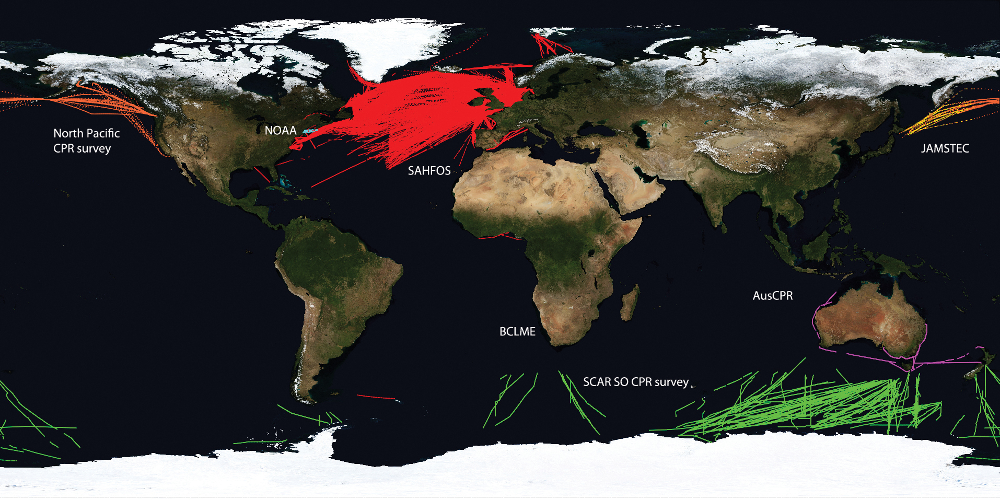 North Pacific
CPR survey
NOAA
SAHFOS
JAMSTEC
AusCPR
BCLME
SCAR SO CPR survey